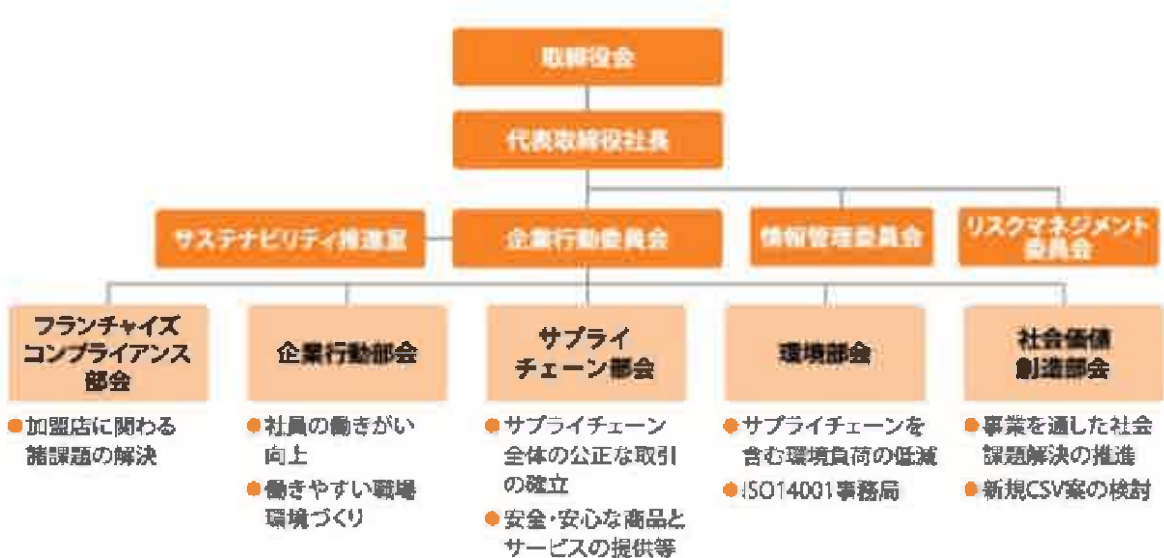 取締役会
代表取締役社長
サステナビリティ推進室
企業行動委員会
情報管理委員会
リスクマネジメント
委員会
フランチャイズ
コンプライアンス
部会
●加盟店に関わる
諸課題の解決
企業行動部会
●社員の働きがい
向上
●働きやすい職場
環境づくり
サプライ
チェーン部会
●サプライチェーン
全体の公正な取引
の確立
●安全・安心な商品と
サービスの提供等
環境部会
●サプライチェーンを
含む環境負荷の低減
●ISO14001事務局
社会価値
創造部会
●事業を通した社会
課題解決の推進
●新規CSV案の検討